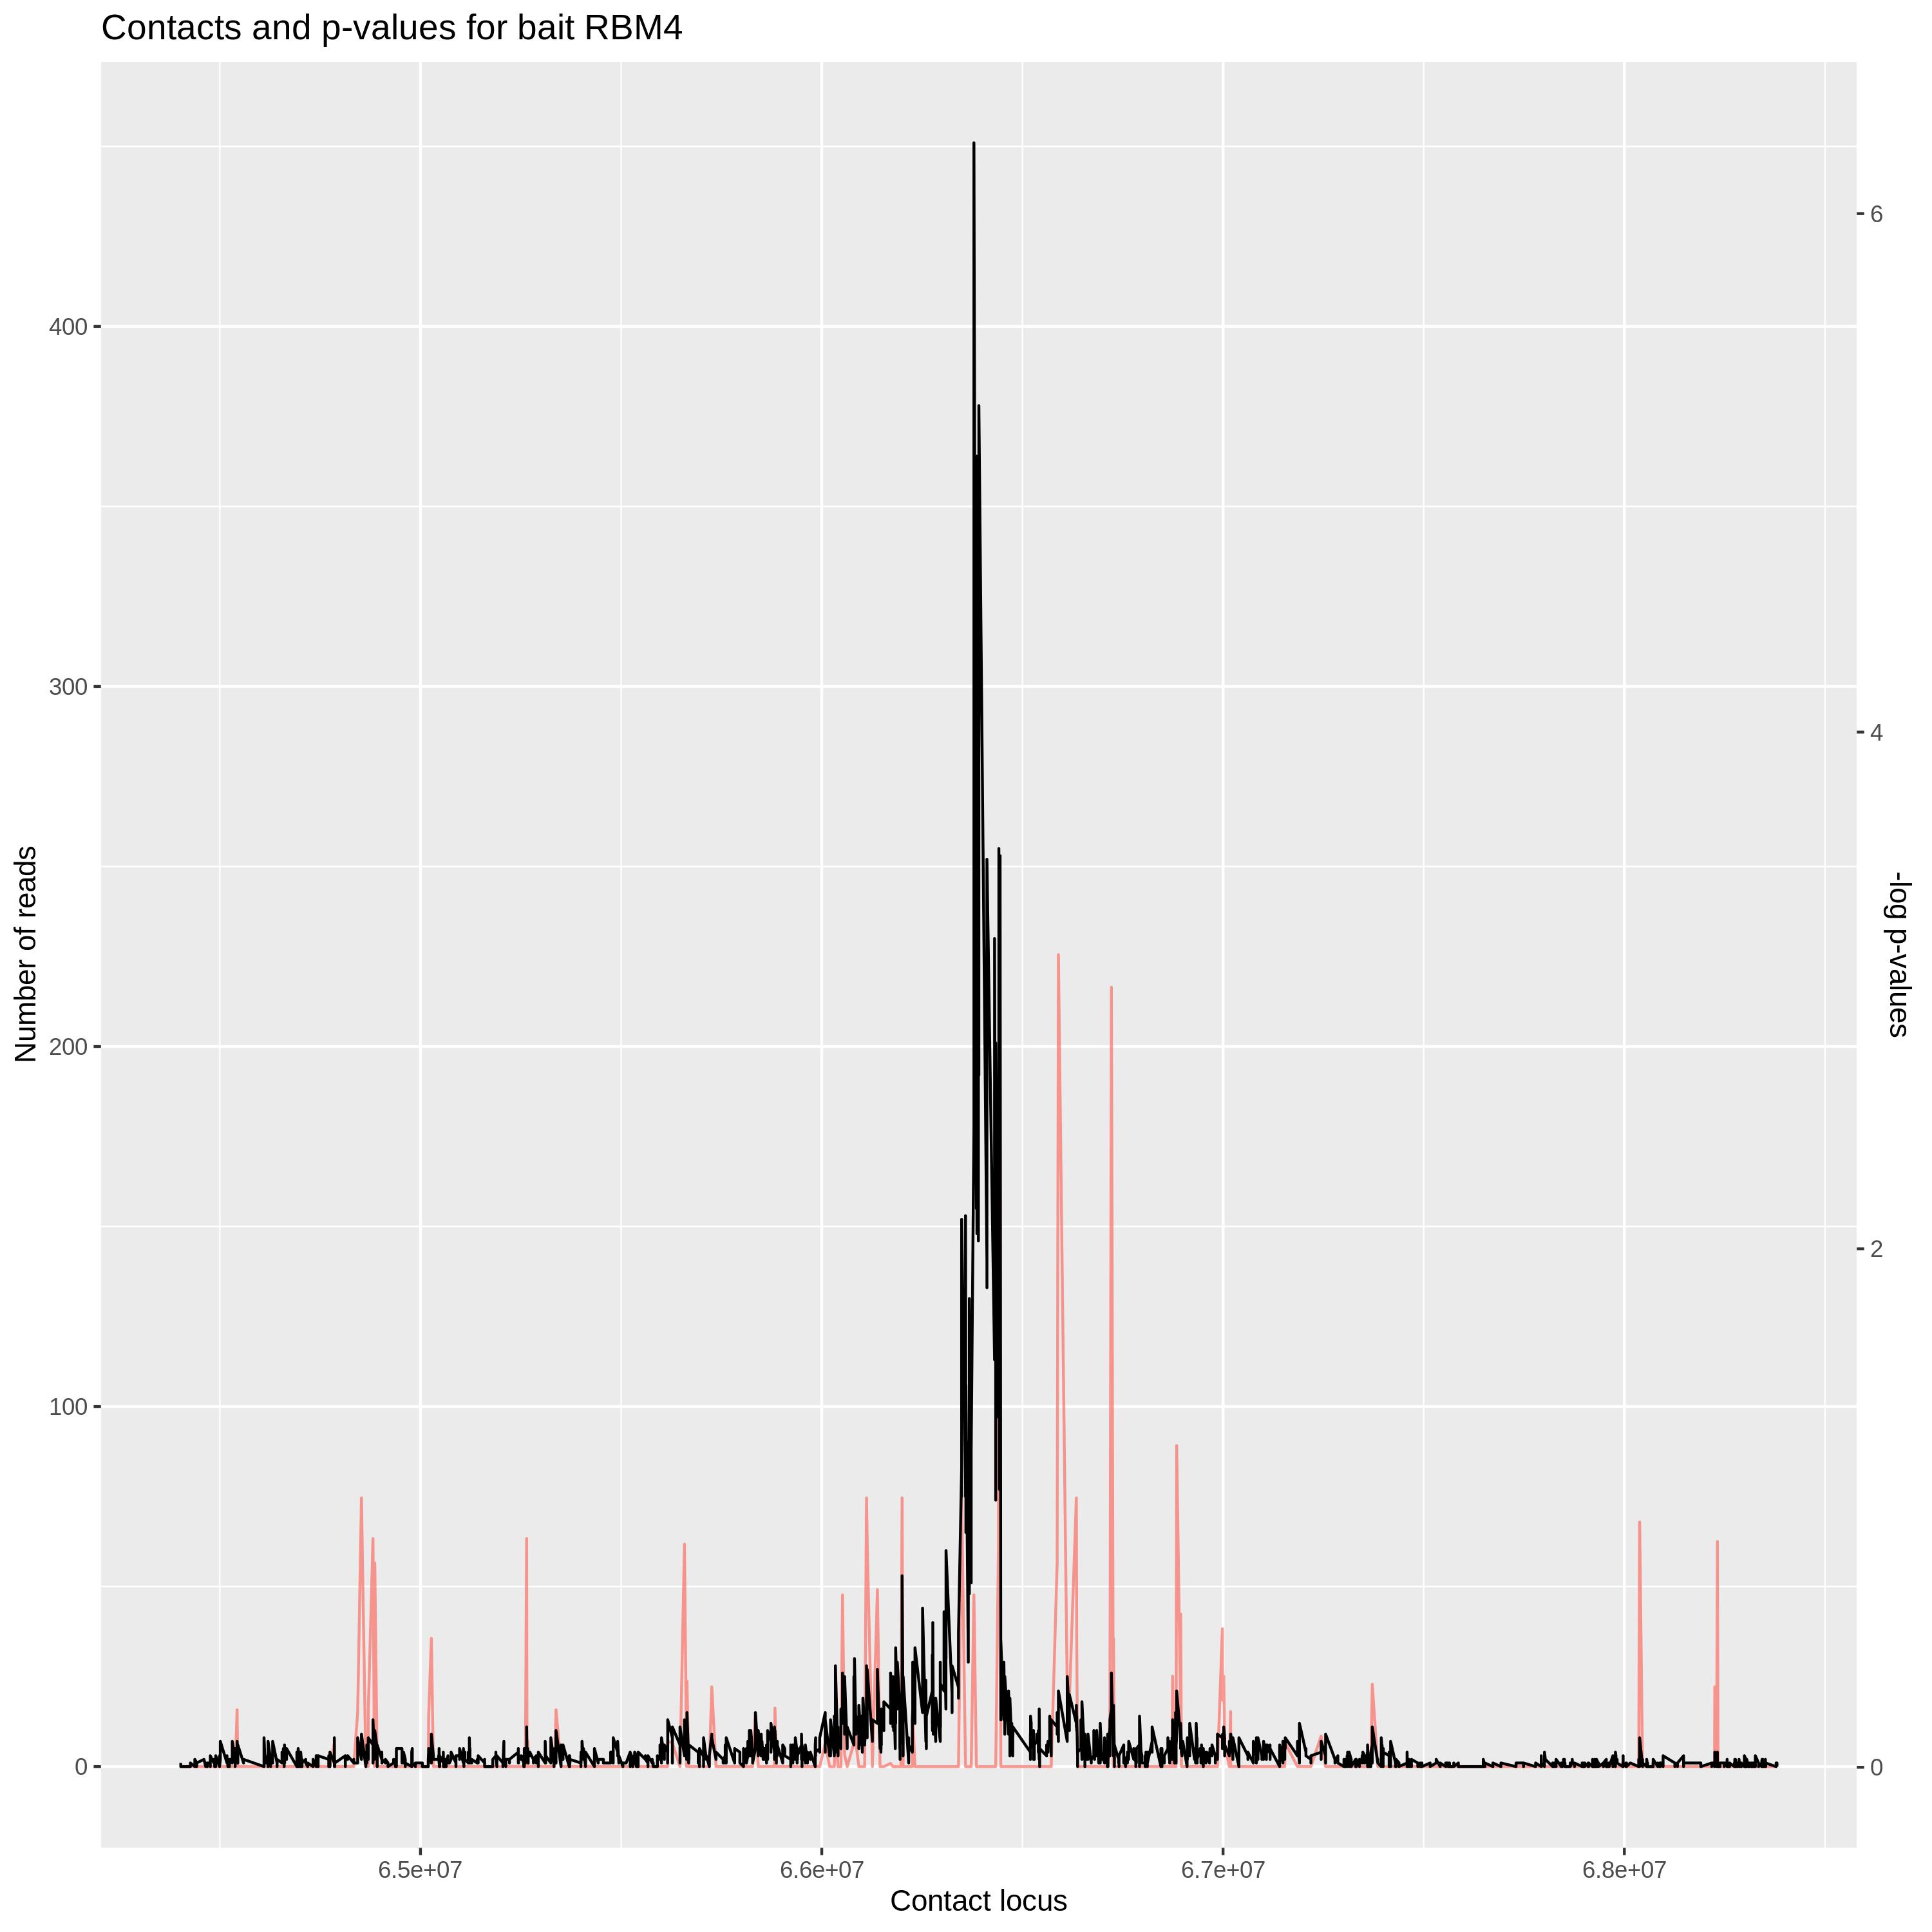 Contacts and p-values for bait RBM4
Number of reads
400
300
200
100
0
6
4
2
0
-log p-values
6.5e+07 6.6e+07 6.7e+07 6.8e+07
Contact locus